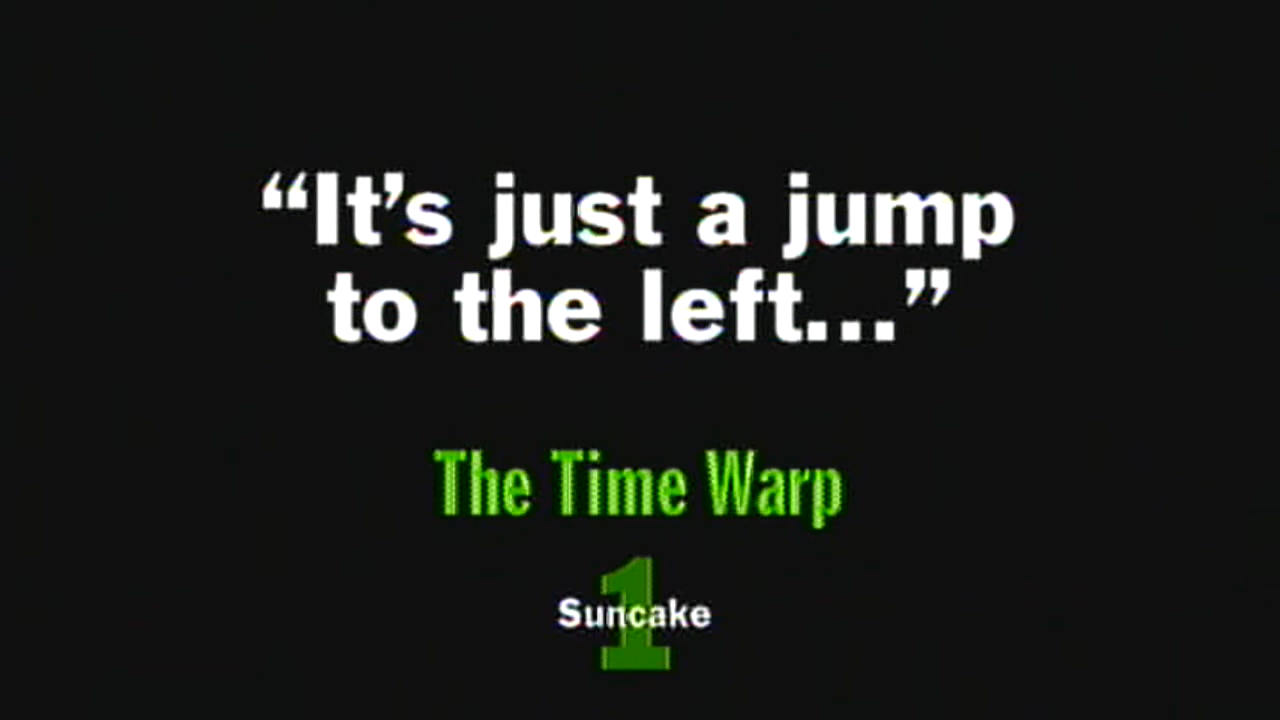 “It’s just a jump
to the left...”
The Time Warp
1
Suncake